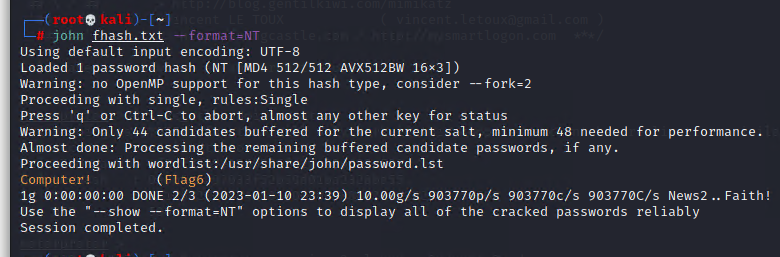 ┌──(root💀kali)-[~]
└─# john fhash.txt --format=NT
Using default input encoding: UTF-8
Loaded 1 password hash (NT [MD4 512/512 AVX512BW 16×3])
Warning: no OpenMP support for this hash type, consider --fork=2
Proceeding with single, rules:Single
Press 'q' or Ctrl-C to abort, almost any other key for status
Warning: Only 44 candidates buffered for the current salt, minimum 48 needed for performance.
Almost done: Processing the remaining buffered candidate passwords, if any.
Proceeding with wordlist:/usr/share/john/password.lst
Computer!        (Flag6)
1g 0:00:00:00 DONE 2/3 (2023-01-10 23:39) 10.00g/s 903770p/s 903770c/s 903770C/s News2..Faith!
Use the "--show --format=NT" options to display all of the cracked passwords reliably
Session completed.